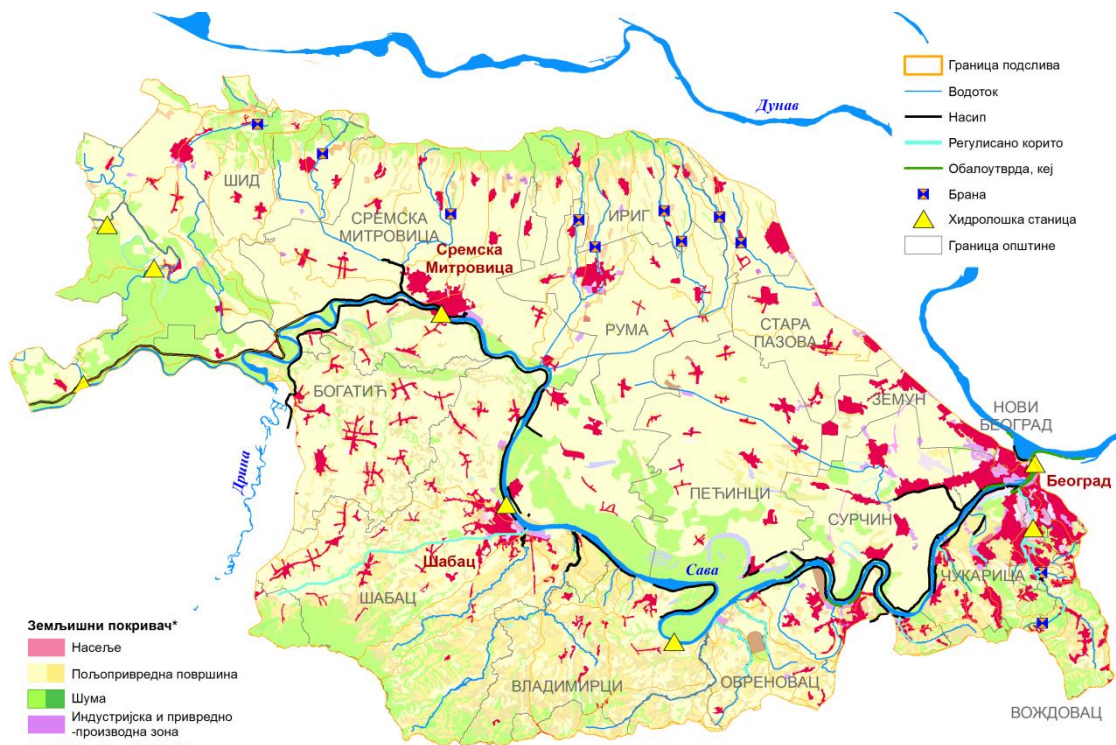 Дунав
Граница подслива
Водоток
Насип
Регулисано корито
Обалоутврда, кеј
Брана
Хидролошка станица
Граница општине
ШИД
СРЕМСКА
МИТРОВИЦА
ИРИГ
Сремска
Митровица
РУМА
СТАРА
ПАЗОВА
БОГАТИЋ
ЗЕМУН
НОВИ
БЕОГРАД
Дрина
ПЕЋИНЦИ
Београд
СУРЧИН
Шабац
Сава
ЧУКАРИЦА
ШАБАЦ
Земљишни покривач*
Насеље
Пољопривредна површина
Шума
Индустријска и привредно
-производна зона
ВЛАДИМИРЦИ
ОБРЕНОВАЦ
ВОЖДОВАЦ